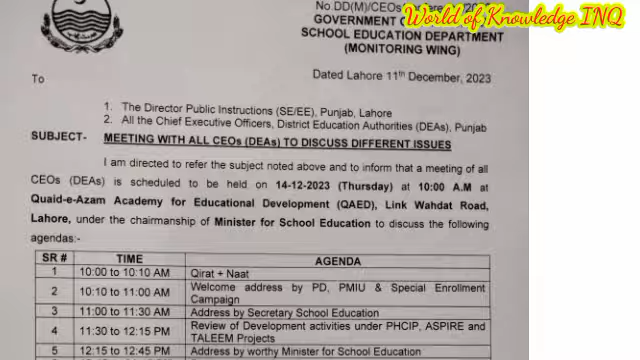 World of Knowledge INQ
No.DD(M)/CEOs
GOVERNMENT
SCHOOL EDUCATION DEPARTMENT
(MONITORING WING)
Dated Lahore 11th December, 2023
To
1. The Director Public Instructions (SE/EE), Punjab, Lahore
2. All the Chief Executive Officers, District Education Authorities (DEAs), Punjab
SUBJECT- MEETING WITH ALL CEOs (DEAs) TO DISCUSS DIFFERENT ISSUES
I am directed to refer the subject noted above and to inform that a meeting of all
CEOs (DEAs) is scheduled to be held on 14-12-2023 (Thursday) at 10:00 A.M at
Quaid-e-Azam Academy for Educational Development (QAED), Link Wahdat Road,
Lahore, under the chairmanship of Minister for School Education to discuss the following
agendas:-
SR # TIME AGENDA
1 10:00 to 10:10 AM Qirat + Naat
2 10:10 to 11:00 AM Welcome address by PD, PMIU & Special Enrollment
Campaign
3 11:00 to 11:30 AM Address by Secretary School Education
4 11:30 to 12:15 PM Review of Development activities under PHCIP, ASPIRE and
TALEEM Projects
5 12:15 to 12:45 PM Address by worthy Minister for School Education